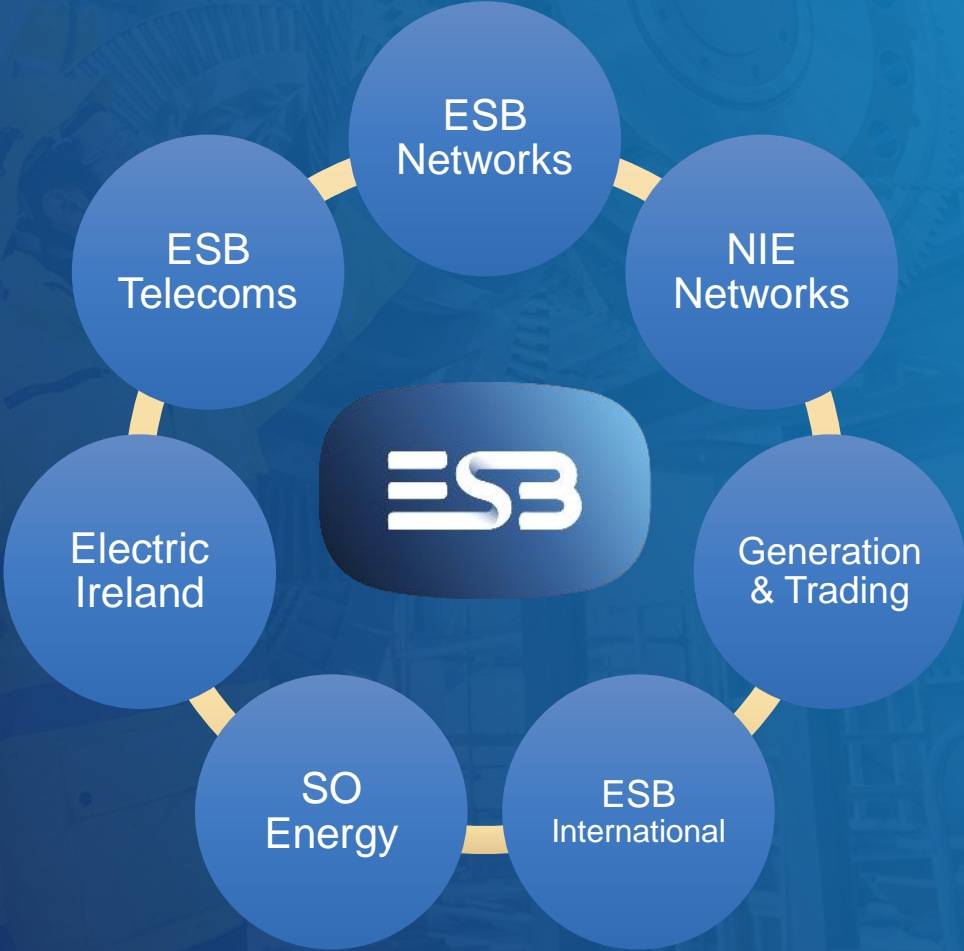 ESB
Networks
NIE
Networks
Generation
& Trading
ESB
International
SO
Energy
Electric
Ireland
ESB
Telecoms
ESB